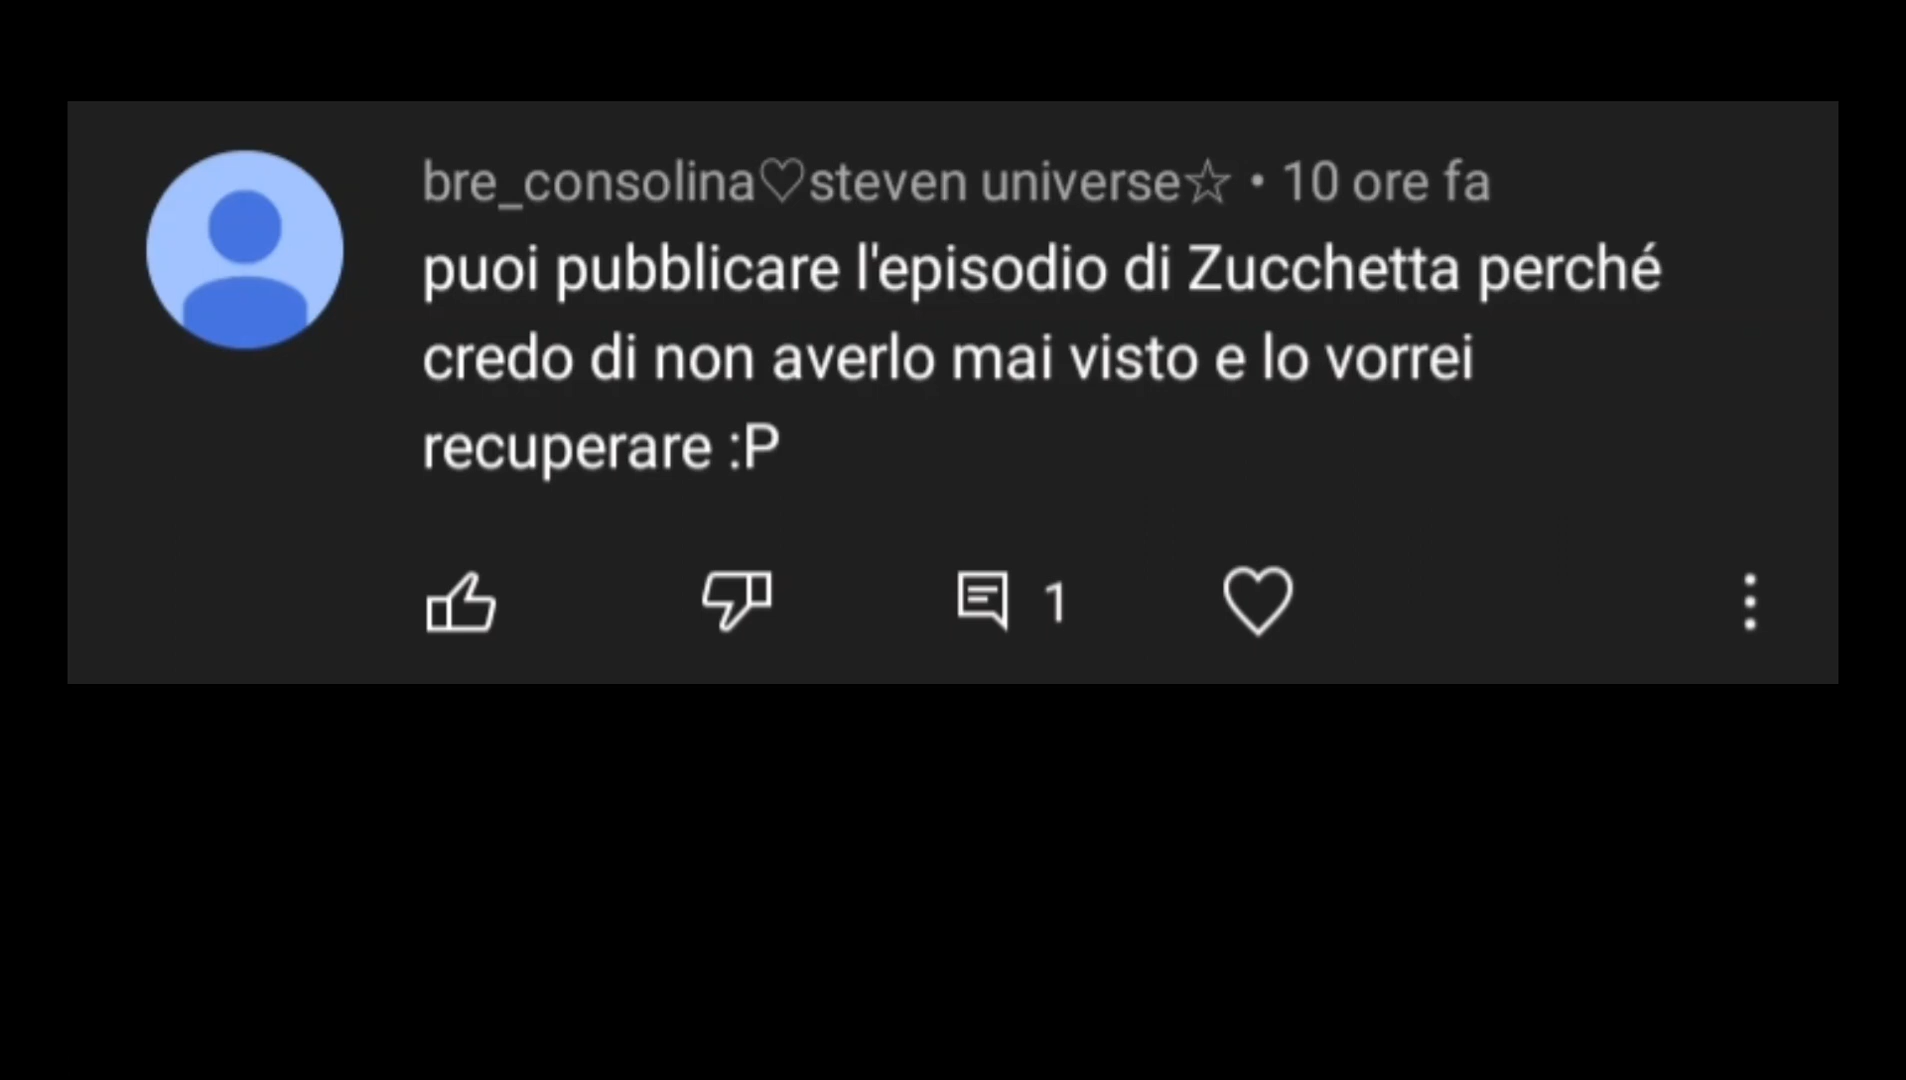 bre_consolina♡steven universe☆ • 10 ore fa
puoi pubblicare l'episodio di Zucchetta perché
credo di non averlo mai visto e lo vorrei
recuperare :P
1